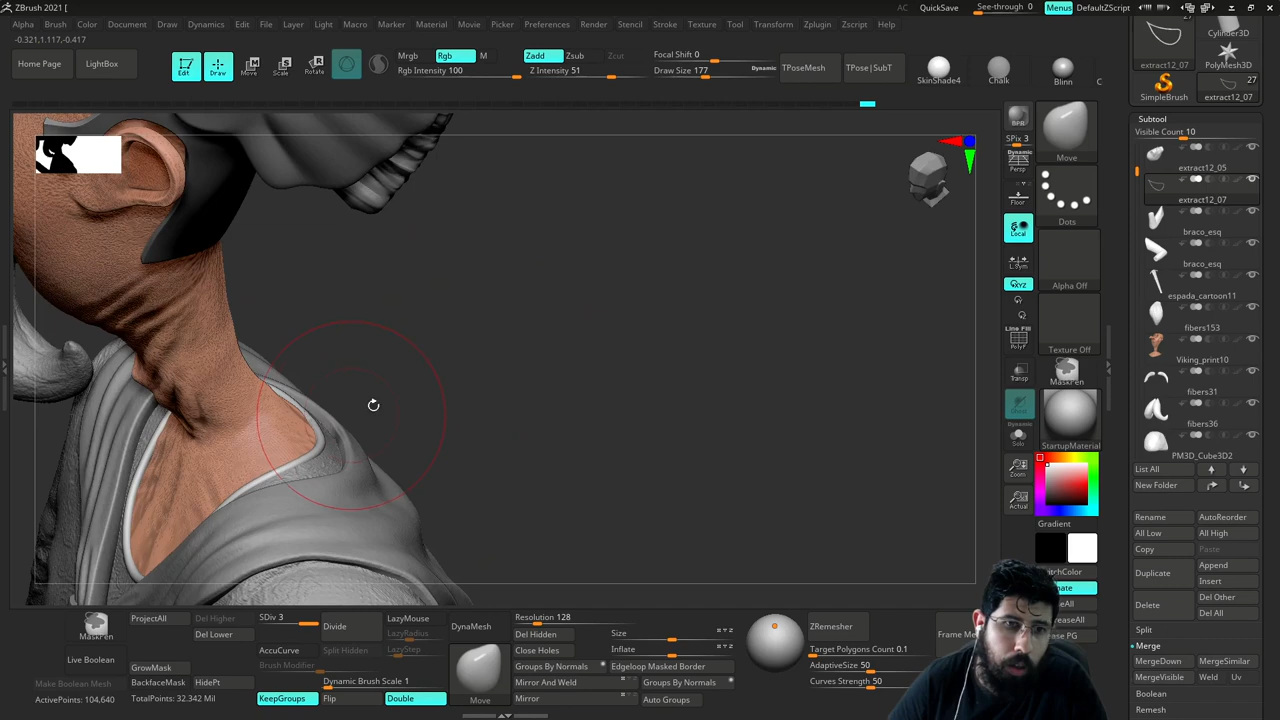 ZBrush 2021 [
AC
QuickSave
See-through 0
Menus
DefaultZScript
Alpha Brush Color Document Draw Dynamics Edit File Layer Light Macro Marker Material Movie Picker Preferences Render Stencil Stroke Texture Tool Transform Zplugin Zscript Help
-0.321,1.117,-0.417
Home Page
LightBox
Edit
Draw
Move
Scale
Rotate
Mrgb
Rgb
M
Rgb Intensity 100
Zadd
Zsub
Zcut
Z Intensity 51
Focal Shift 0
Draw Size 177
Dynamic
TPoseMesh
TPose|SubT
SkinShade4
Chalk
Blinn
C
27
extract12_07
Cylinder3D
PolyMesh3D
SimpleBrush
27
extract12_07
Subtool
Visible Count 10
extract12_05
extract12_07
braco_esq
braco_esq
espada_cartoon11
fibers153
Viking_print10
fibers31
fibers36
PM3D_Cube3D2
List All
New Folder
Rename
AutoReorder
All Low
All High
Copy
Paste
Duplicate
Append
Insert
Delete
Del Other
Del All
Split
Merge
MergeDown
MergeSimilar
MergeVisible
Weld
Uv
Boolean
Remesh
BPR
SPix 3
Dynamic
Persp
Floor
Local
L.Sym
XYZ
Line Fill
PolyF
Transp
Ghost
Dynamic
Solo
Zoom
Actual
Move
Dots
Alpha Off
Texture Off
MaskPen
StartupMaterial
Gradient
MaskPen
Live Boolean
Make Boolean Mesh
ActivePoints: 104,640
ProjectAll
Del Higher
Del Lower
GrowMask
BackfaceMask
HidePt
TotalPoints: 32.342 Mil
SDiv 3
Divide
AccuCurve
Split Hidden
Brush Modifier
Dynamic Brush Scale 1
KeepGroups
Flip
Double
LazyMouse
LazyRadius
LazyStep
DynaMesh
Move
Resolution 128
Del Hidden
Close Holes
Groups By Normals
Mirror And Weld
Mirror
Size
Inflate
Edgeloop Masked Border
Groups By Normals
Auto Groups
ZRemesher
Target Polygons Count 0.1
AdaptiveSize 50
Curves Strength 50
Frame Me